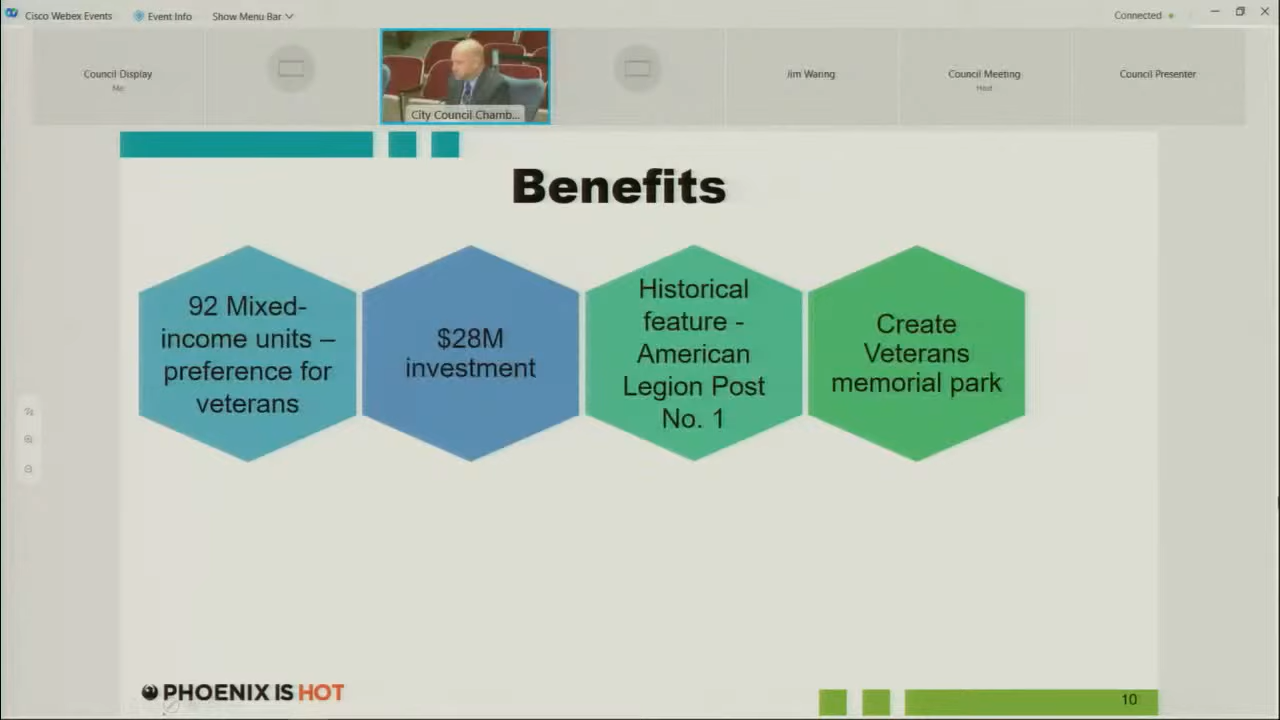 Cisco Webex Events
Event Info
Show Menu Bar
Connected
Council Display
Me
City Council Chamb...
Jim Waring
Council Meeting
Host
Council Presenter
Benefits
92 Mixed-
income units –
preference for
veterans
$28M
investment
Historical
feature -
American
Legion Post
No. 1
Create
Veterans
memorial park
PHOENIX IS HOT
10